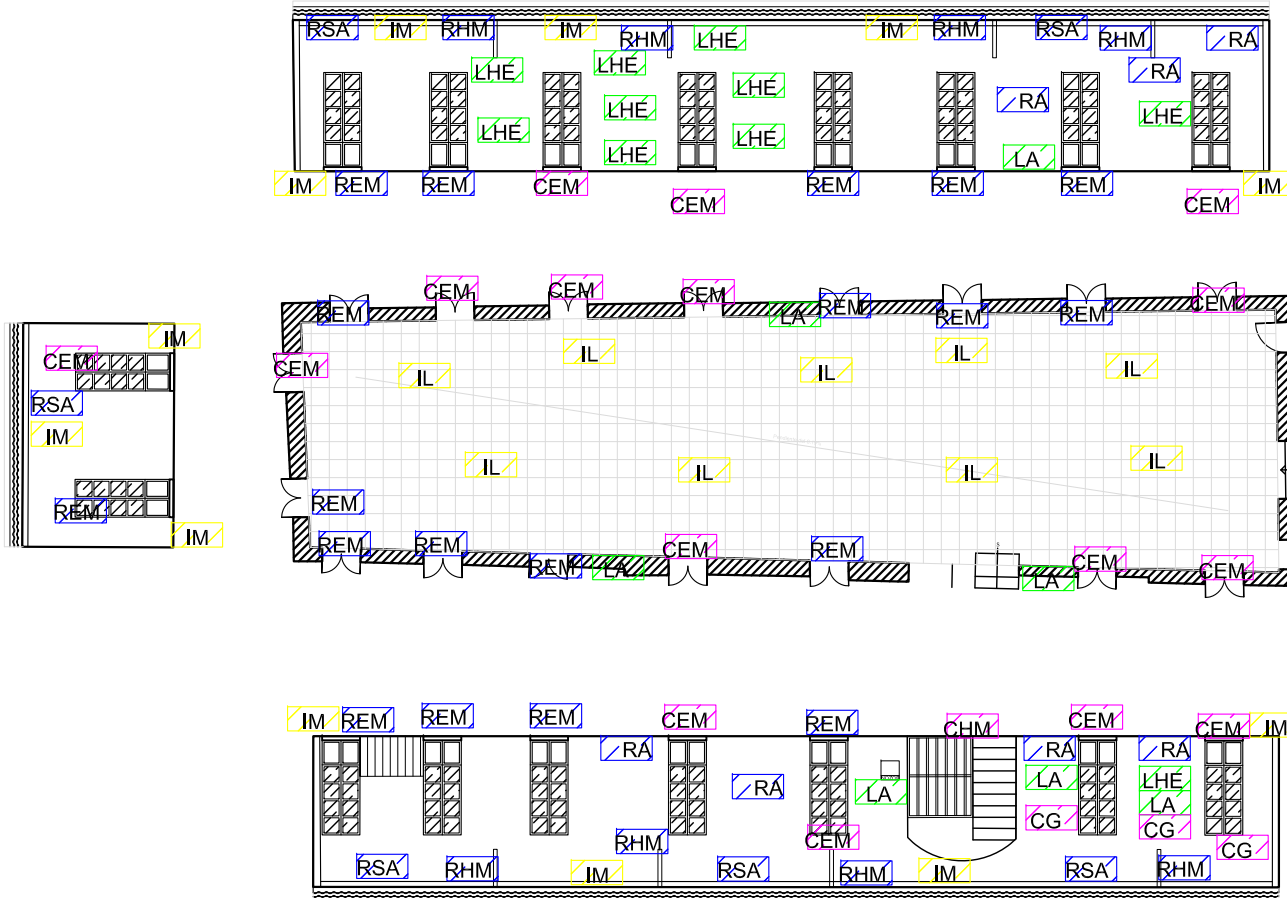 RSA IM RHM IM RHM LHE IM RHM RSA RHM RA
LHE LHE RA
LHE RA
LHE LHE LHE
LHE LHE LHE
LA
IM REM REM CEM REM REM REM IM
CEM CEM
CEM CEM CEM CEM
REM LA REM REM REM
IM IL IL IL
CEM CEM IL IL IL
RSA
IM
IL IL IL IL
REM REM
IM REM REM CEM REM
REM LA LA CEM CEM
IM REM REM REM CEM REM CHM CEM CEM IM
RA RA RA
RA LA LA LHE
LA
CG CG
RHM CEM CG
RSA RHM IM RSA RHM IM RSA RHM